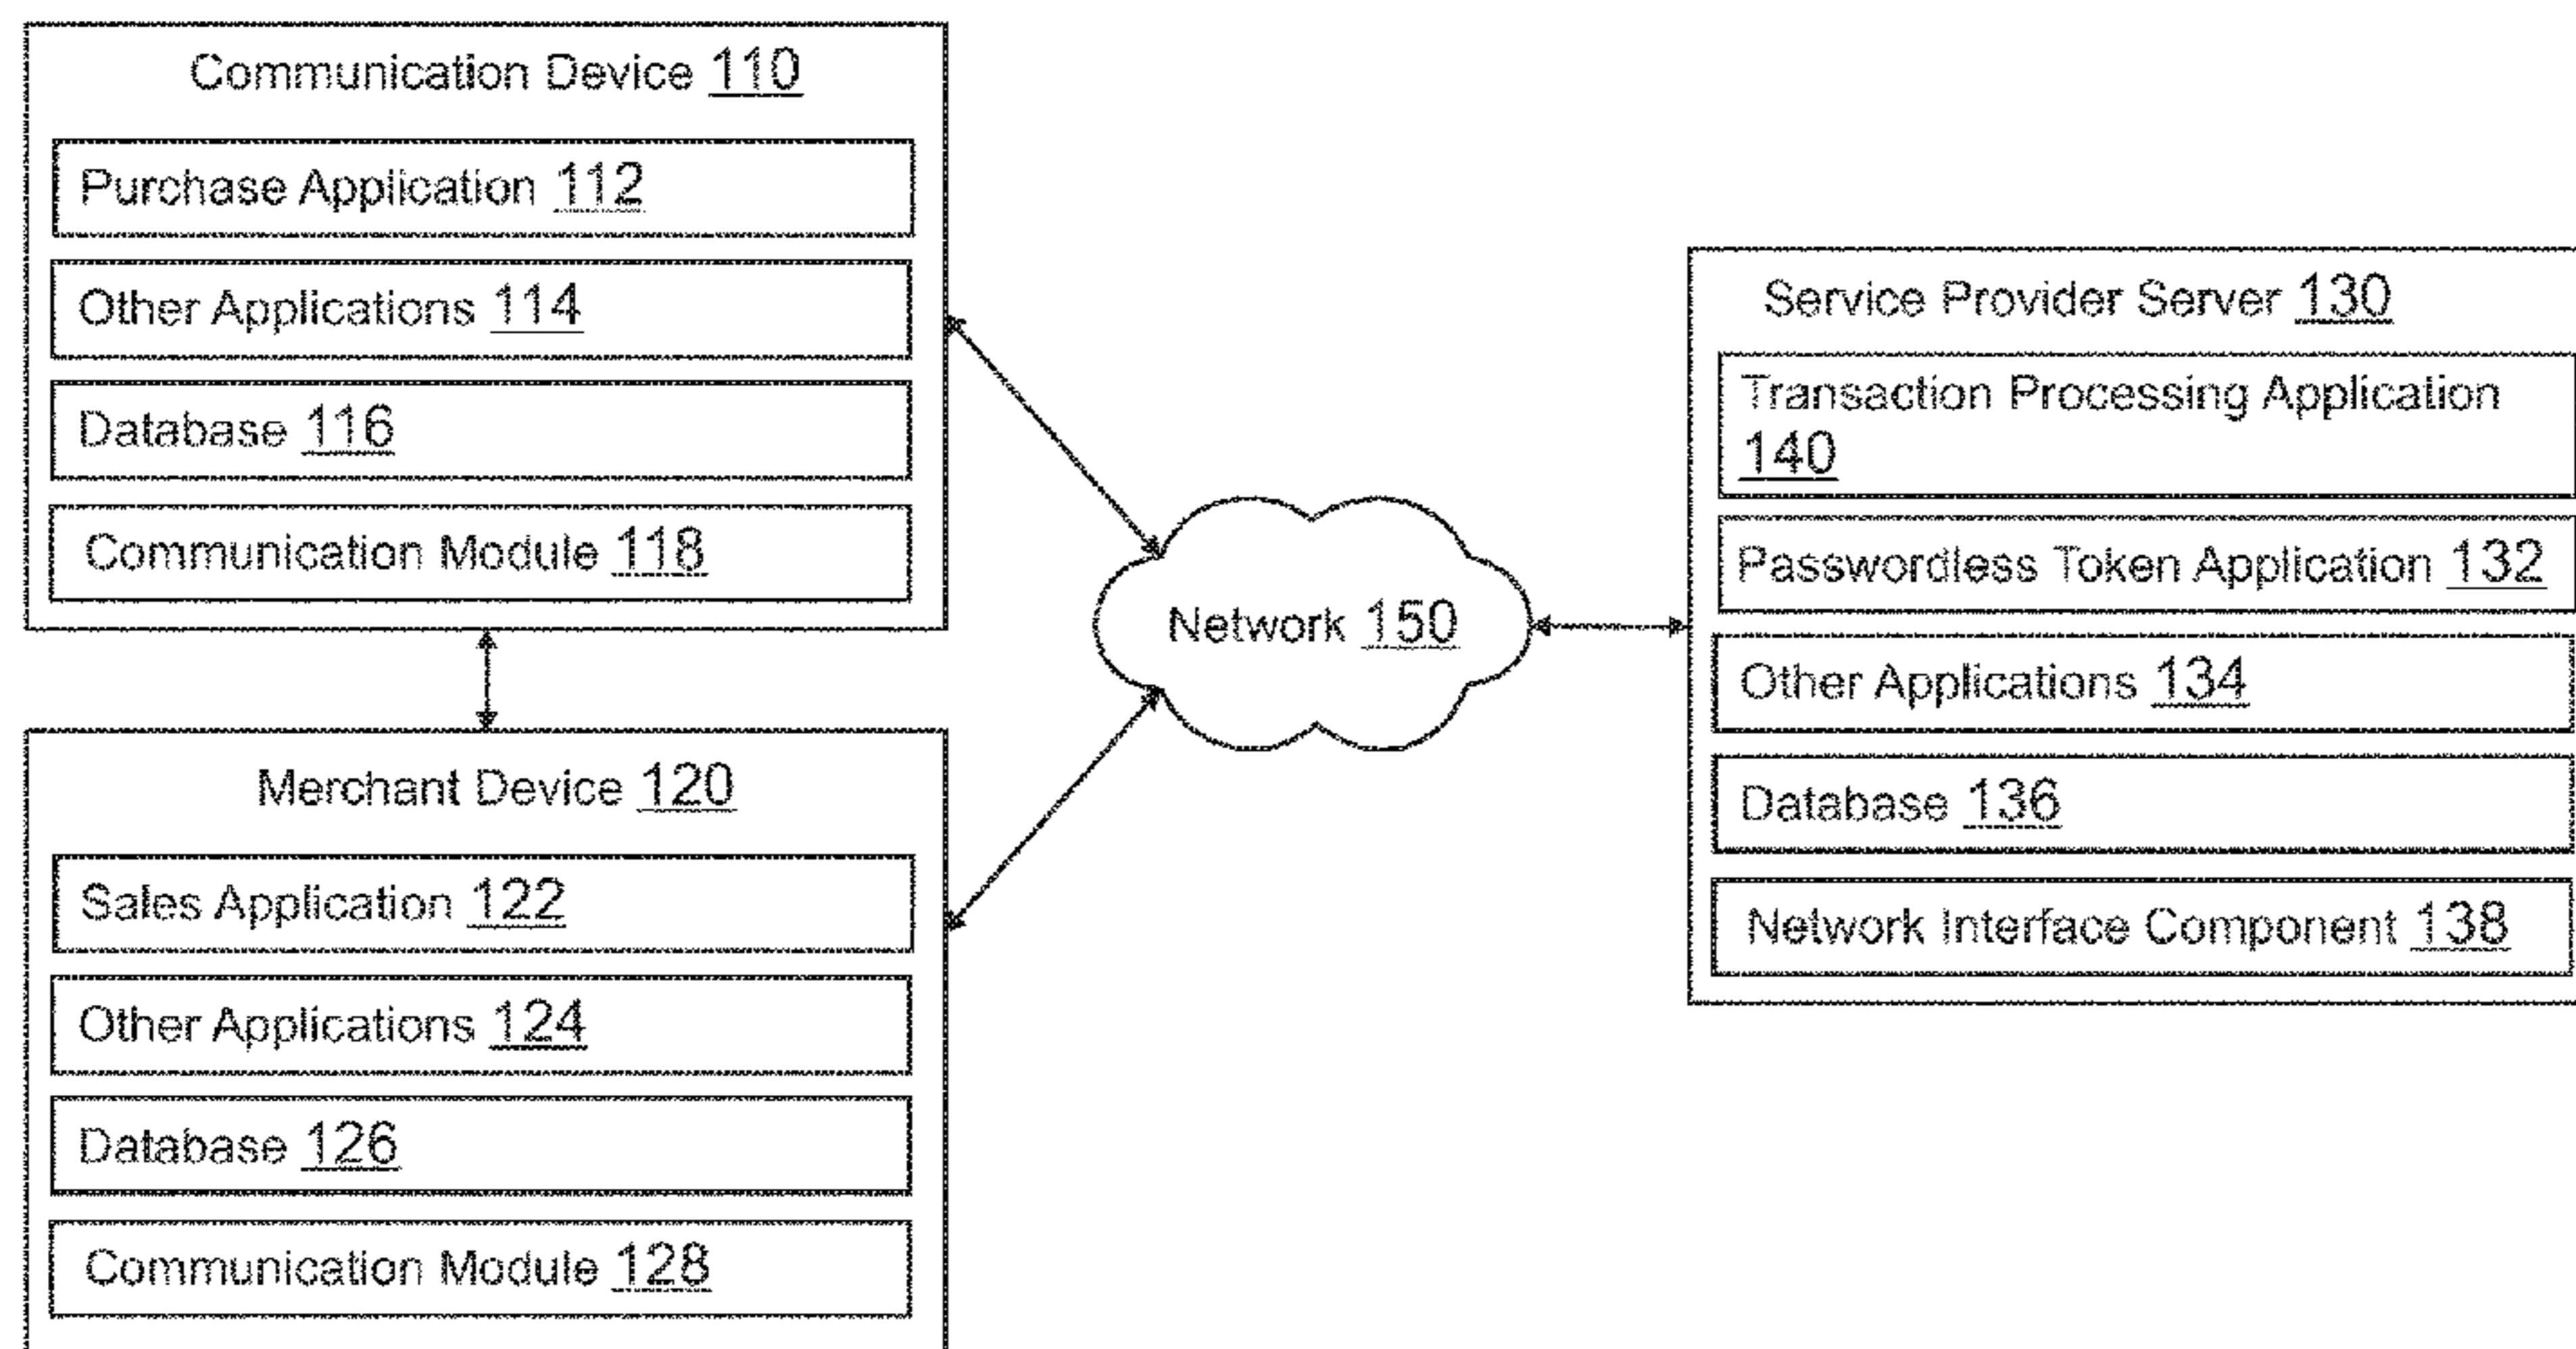 Communication Device 110
Purchase Application 112
Other Applications 114
Database 116
Communication Module 118
Merchant Device 120
Sales Application 122
Other Applications 124
Database 126
Communication Module 128
Network 150
Service Provider Server 130
Transaction Processing Application
140
Passwordless Token Application 132
Other Applications 134
Database 136
Network Interface Component 138